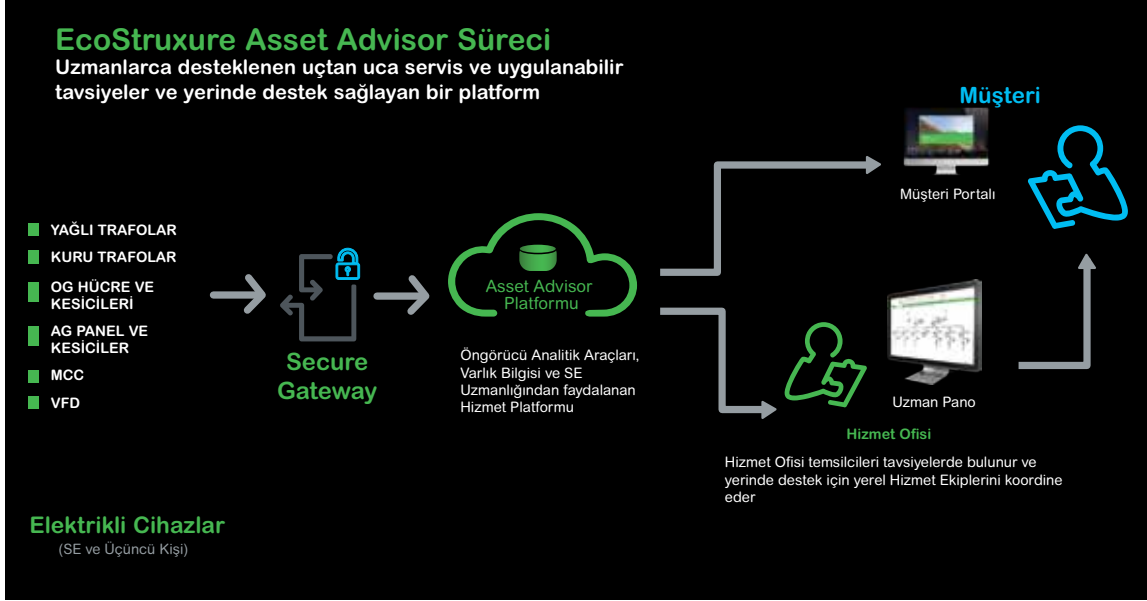 EcoStruxure Asset Advisor Süreci
Uzmanlarca desteklenen uçtan uca servis ve uygulanabilir
tavsiyeler ve yerinde destek sağlayan bir platform
Müşteri
Müşteri Portalı
YAĞLI TRAFOLAR
KURU TRAFOLAR
OG HÜCRE VE
KESİCİLERİ
AG PANEL VE
KESİCİLER
MCC
VFD
Secure
Gateway
Asset Advisor
Platformu
Öngörücü Analitik Araçları,
Varlık Bilgisi ve SE
Uzmanlığından faydalanan
Hizmet Platformu
Uzman Pano
Hizmet Ofisi
Hizmet Ofisi temsilcileri tavsiyelerde bulunur ve
yerinde destek için yerel Hizmet Ekiplerini koordine
eder
Elektrikli Cihazlar
(SE ve Üçüncü Kişi)